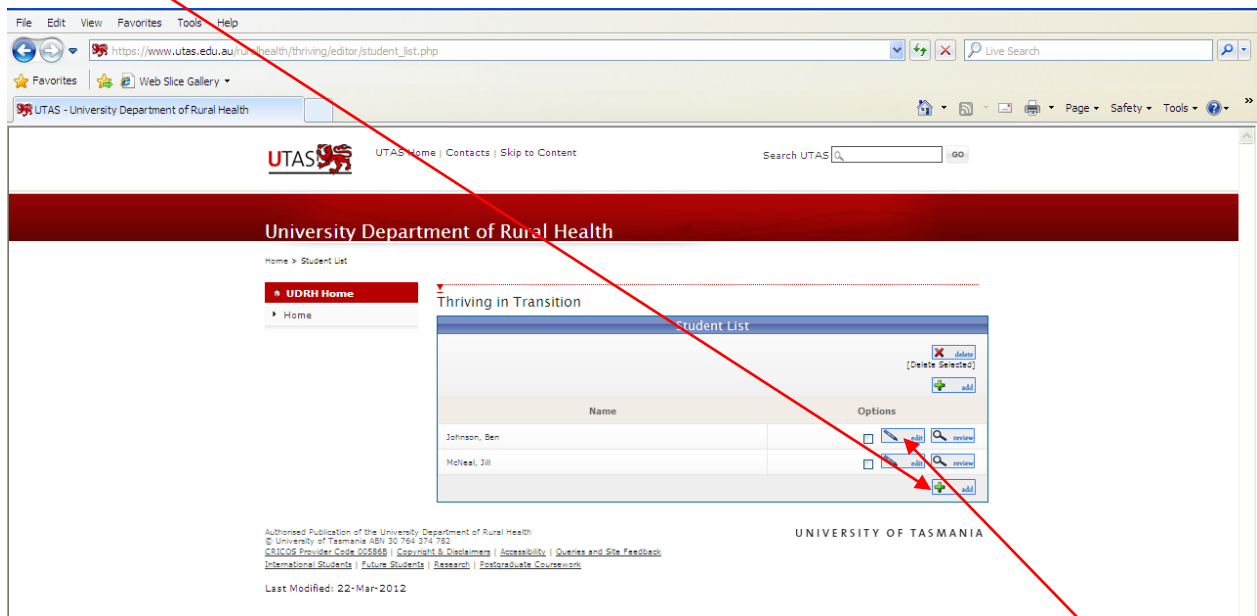 File Edit View Favorites Tools Help
https://www.utas.edu.au/ruralhealth/thriving/editor/student_list.php
Live Search
Favorites Web Slice Gallery
UTAS - University Department of Rural Health
Page Safety Tools
UTAS
UTAS Home | Contacts | Skip to Content
Search UTAS
GO
University Department of Rural Health
Home > Student List
UDRH Home
Home
Thriving in Transition
Student List
delete
[Delete Selected]
add
Name Options
Johnson, Ben edit review
McNeal, Jill edit review
add
Authorised Publication of the University Department of Rural Health
© University of Tasmania ABN 30 764 374 782
CRICOS Provider Code 00586B | Copyright & Disclaimers | Accessibility | Queries and Site Feedback
International Students | Future Students | Research | Postgraduate Coursework
UNIVERSITY OF TASMANIA
Last Modified: 22-Mar-2012